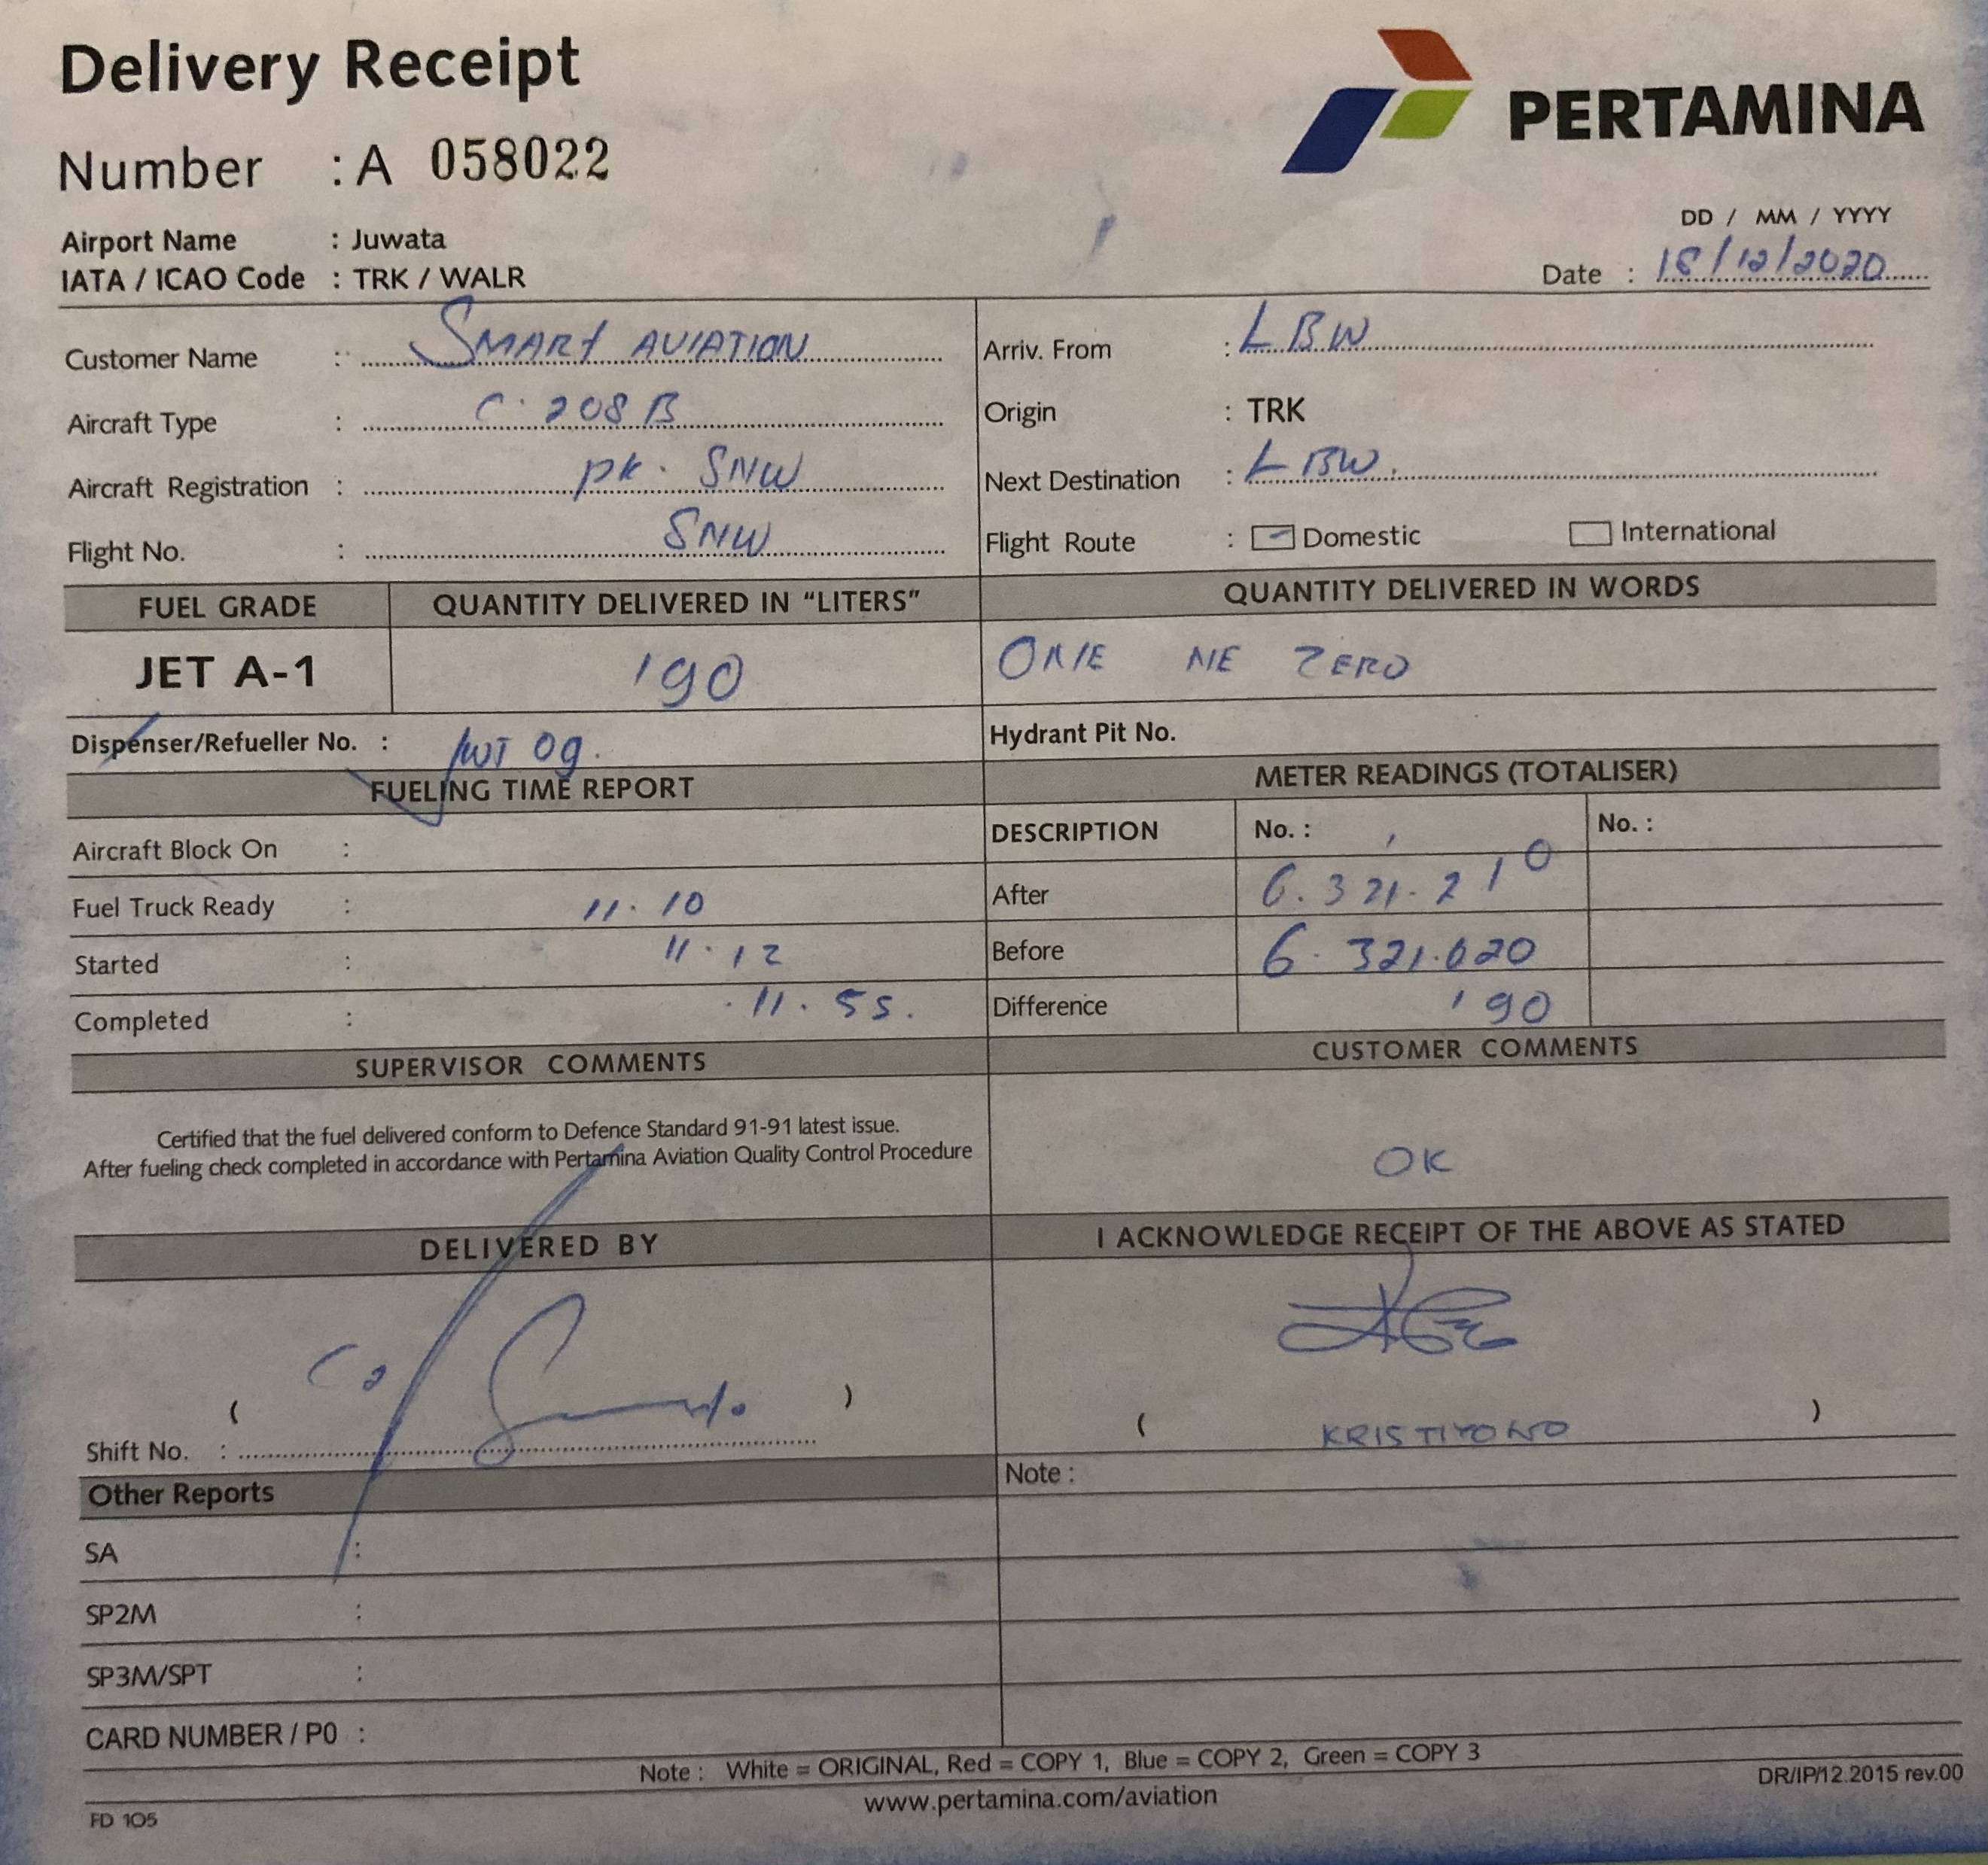 Delivery Receipt
PERTAMINA
Number : A 058022
DD / MM / YYYY
Airport Name : Juwata
IATA / ICAO Code : TRK / WALR
Date : 18/12/2020
Customer Name : SMART AVIATION
Arriv. From : LBW
Aircraft Type : C. 208 B
Origin : TRK
Aircraft Registration : PK. SNW
Next Destination : LBW.
Flight No. : SNW
Flight Route : Domestic International
FUEL GRADE QUANTITY DELIVERED IN "LITERS" QUANTITY DELIVERED IN WORDS
JET A-1 190 ONE NE ZERO
Dispenser/Refueller No. : 09.
Hydrant Pit No.
FUELING TIME REPORT METER READINGS (TOTALISER)
DESCRIPTION No. : No. :
Aircraft Block On :
After 6.321.210
Fuel Truck Ready : 11.10
Before 6.321.020
Started : 11.12
Difference 190
Completed : 11.55.
SUPERVISOR COMMENTS CUSTOMER COMMENTS
Certified that the fuel delivered conform to Defence Standard 91-91 latest issue.
After fueling check completed in accordance with Pertamina Aviation Quality Control Procedure
OK
DELIVERED BY I ACKNOWLEDGE RECEIPT OF THE ABOVE AS STATED
( )
( KRISTIYONO )
Shift No. :
Note :
Other Reports
SA :
SP2M :
SP3M/SPT :
CARD NUMBER / P0 :
Note : White = ORIGINAL, Red = COPY 1, Blue = COPY 2, Green = COPY 3
www.pertamina.com/aviation
DR/IP/12.2015 rev.00
FD 105